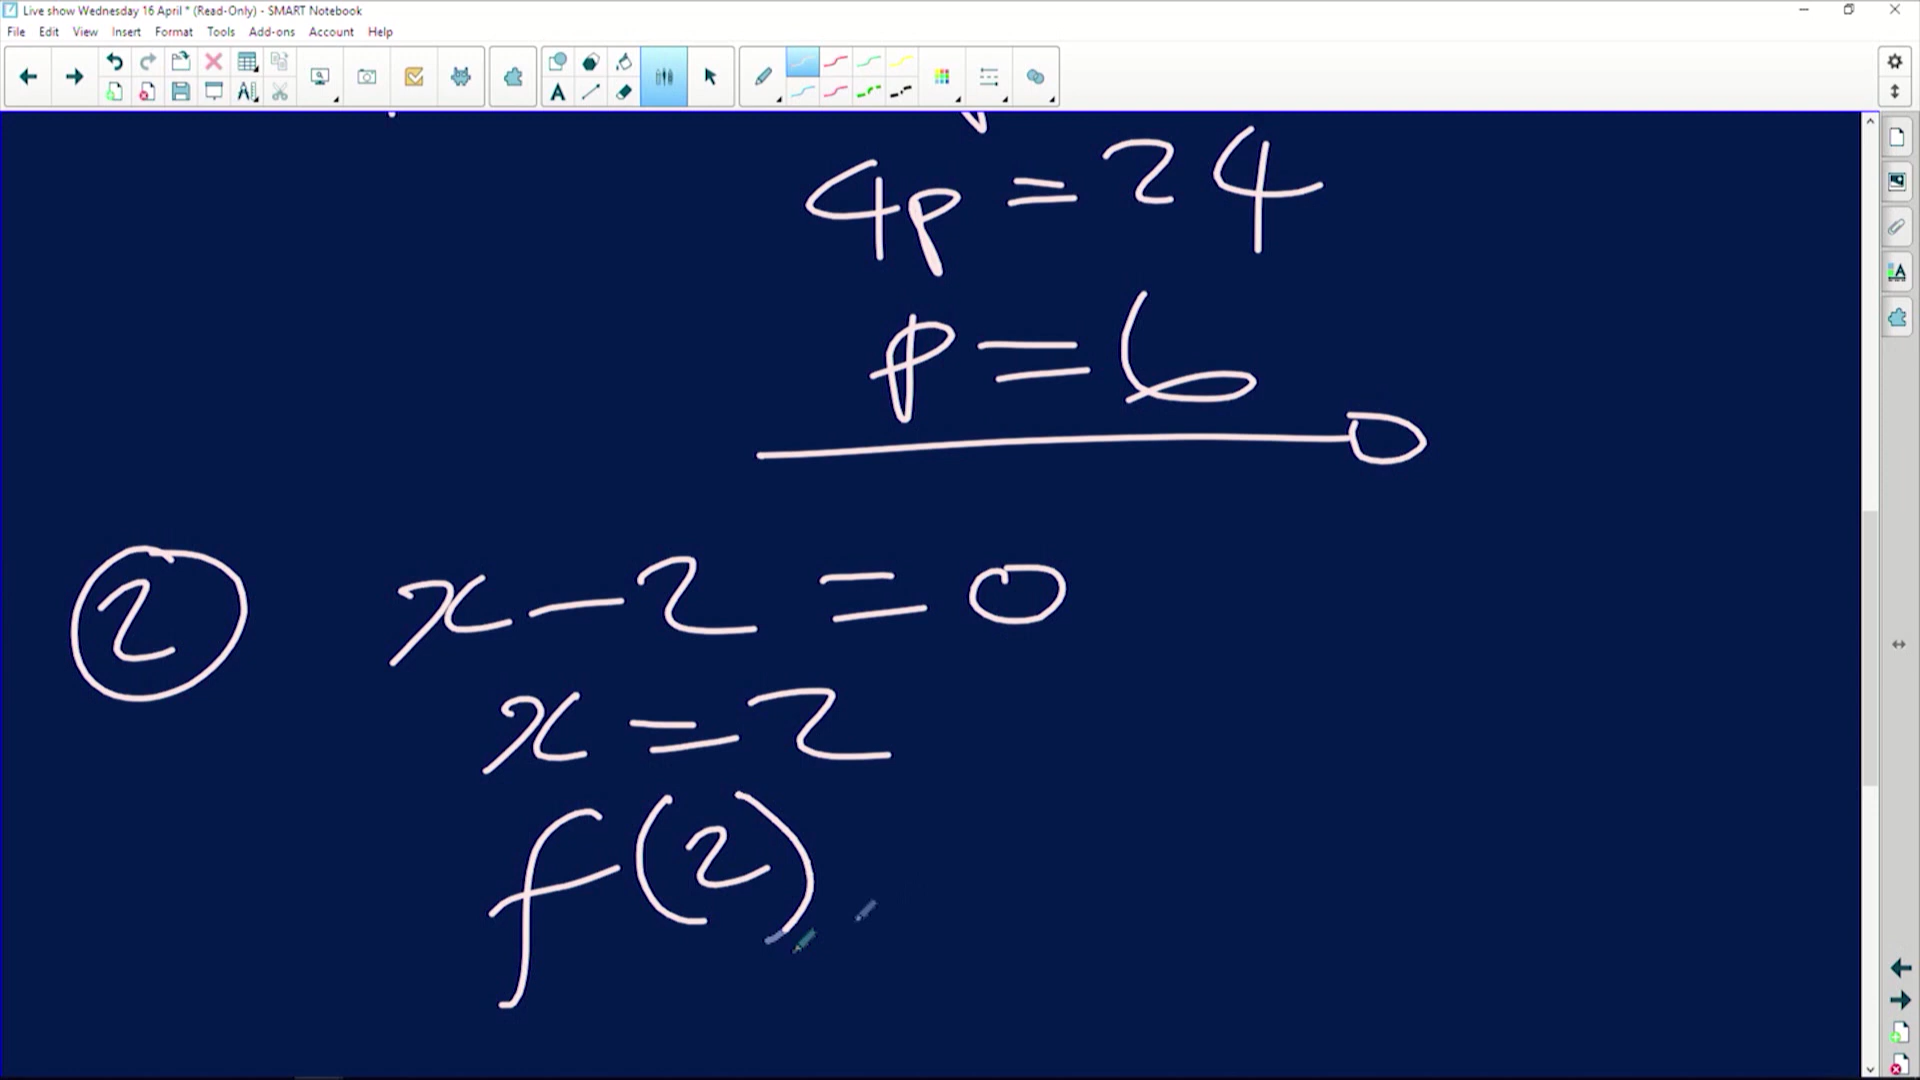 Live show Wednesday 16 April * (Read-Only) - SMART Notebook
File Edit View Insert Format Tools Add-ons Account Help
4p = 24
p = 6
2 x - 2 = 0
x = 2
f(2)